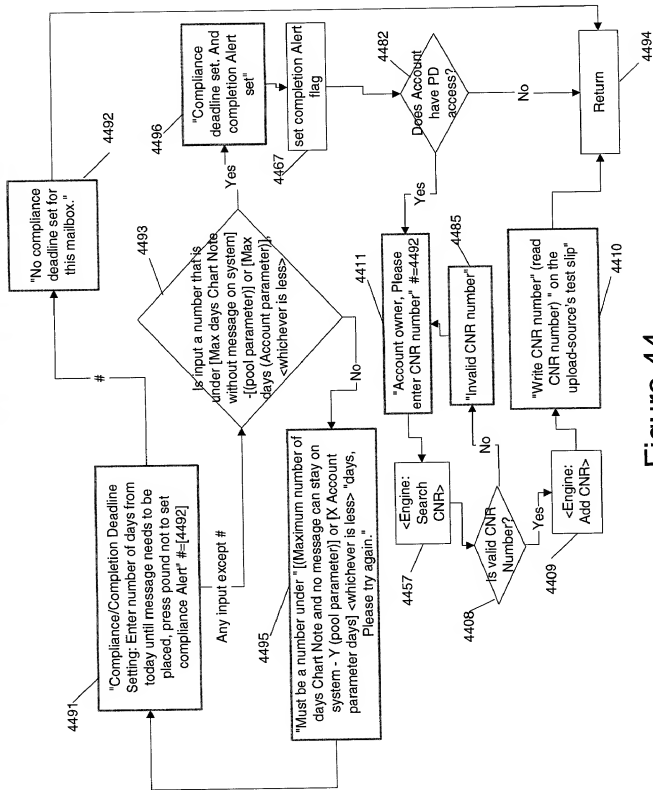 4491
"Compliance/Completion Deadline
Setting: Enter number of days from
today until message needs to be
placed, press pound not to set
compliance Alert" #=[4492]
#
4492
"No compliance
deadline set for
this mailbox."
Any input except #
4493
Is input a number that is
under [Max days Chart Note
without message on system]
-[(pool parameter)] or [Max
days (Account parameter)],
<whichever is less>
Yes
No
4495
"Must be a number under " [(Maximum number of
days Chart Note and no message can stay on
system - Y (pool parameter)] or [X Account
parameter days] <whichever is less> "days,
Please try again."
4496
"Compliance
deadline set. And
completion Alert
set"
set completion Alert
flag
4467
4482
Does Account
have PD
access?
Yes
No
4411
"Account owner, Please
enter CNR number" #=4492
4485
"Invalid CNR number"
<Engine:
Search
CNR>
4457
Is valid CNR
Number?
4408
No
Yes
<Engine:
Add CNR>
4409
"Write CNR number" (read
CNR number) " on the
upload-source's test slip"
4410
Return
4494
Figure 44